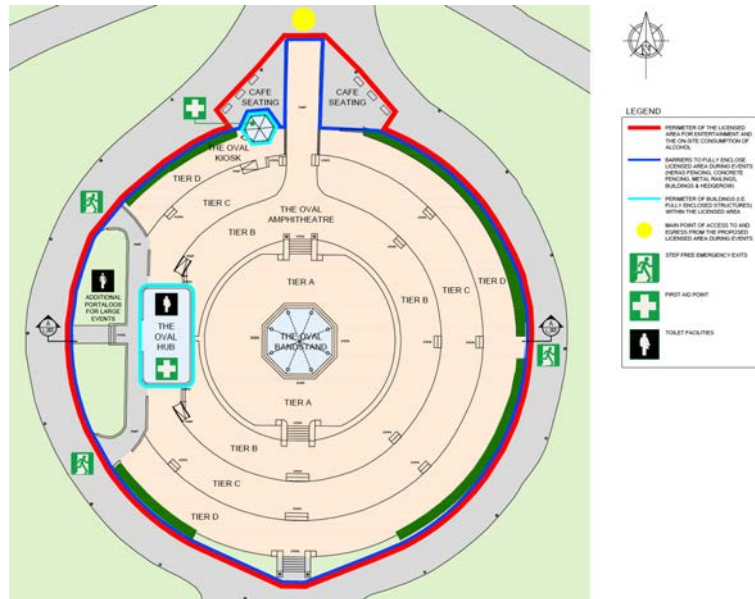 CAFE
SEATING
CAFE
SEATING
THE OVAL
KIOSK
TIER D
TIER C
TIER B
THE OVAL
AMPHITHEATRE
TIER A
TIER B
TIER C
TIER D
ADDITIONAL
PORTALOOS
FOR LARGE
EVENTS
THE
OVAL
HUB
THE OVAL
BANDSTAND
TIER A
TIER B
TIER C
TIER D
N
LEGEND
PERIMETER OF THE LICENSED
AREA FOR ENTERTAINMENT AND
THE ON-SITE CONSUMPTION OF
ALCOHOL
BARRIERS TO FULLY ENCLOSE
LICENSED AREA DURING EVENTS
(HERAS FENCING, CONCRETE
FENCING, METAL RAILINGS,
BUILDINGS & HEDGEROW)
PERIMETER OF BUILDINGS (I.E.
FULLY ENCLOSED STRUCTURES)
WITHIN THE LICENSED AREA
MAIN POINT OF ACCESS TO AND
EGRESS FROM THE PROPOSED
LICENSED AREA DURING EVENTS
STEP FREE EMERGENCY EXITS
FIRST AID POINT
TOILET FACILITIES